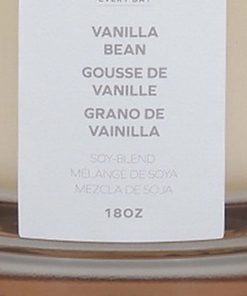 EVERY DAY
VANILLA
BEAN
GOUSSE DE
VANILLE
GRANO DE
VAINILLA
SOY-BLEND
MÉLANGE DE SOYA
MEZCLA DE SOJA
18OZ